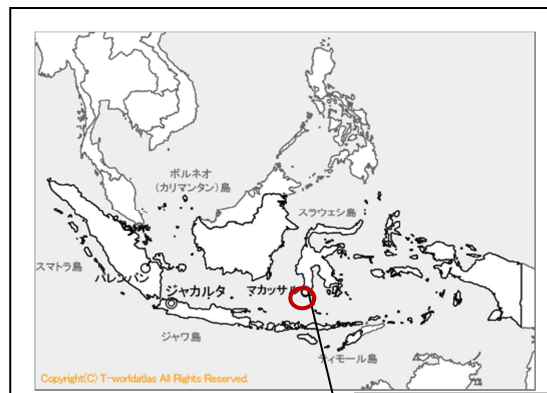 ボルネオ
(カリマンタン)島
スラウェシ島
スマトラ島
パレンバン
ジャカルタ
マカッサル
ジャワ島
ティモール島
Copyright(C) T-worldatlas All Rights Reserved.